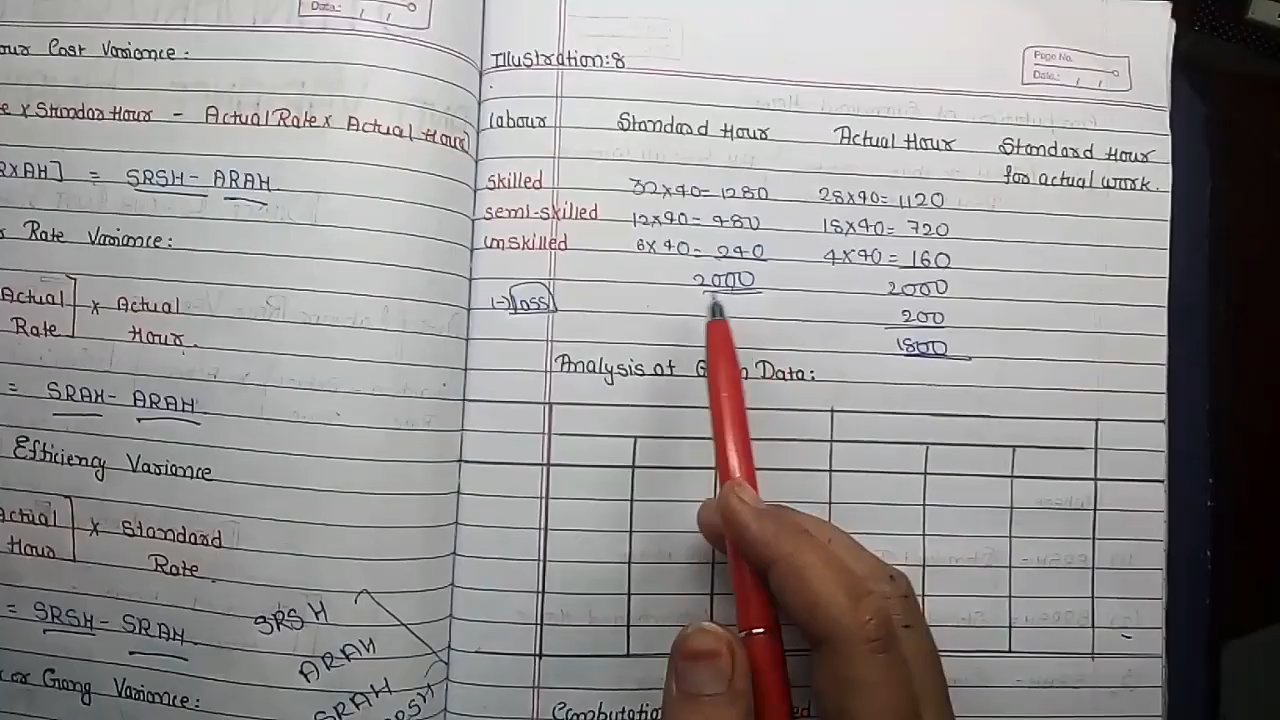 Data: / /
our Cost Variance:
e x Standar Hour - Actual Rate x Actual Hour]
RxAH] = SRSH - ARAH
Rate Variance:
Actual x Actual
Rate Hour.
= SRAH - ARAH
Efficiency Variance
Actual x Standard
Hour Rate.
= SRSH - SRAH
SRSH
ARAH
SRAH
or Gang Variance:
Page No.
Date: / /
Illustration:8
labour Standard Hour Actual Hour Standard Hour
for actual work.
skilled 32x40=1280 28x40=1120
semi-skilled 12x40=480 18x40=720
unskilled 6x40=240 4x40=160
2000 2000
(-) loss 200
1800
Analysis of Data: